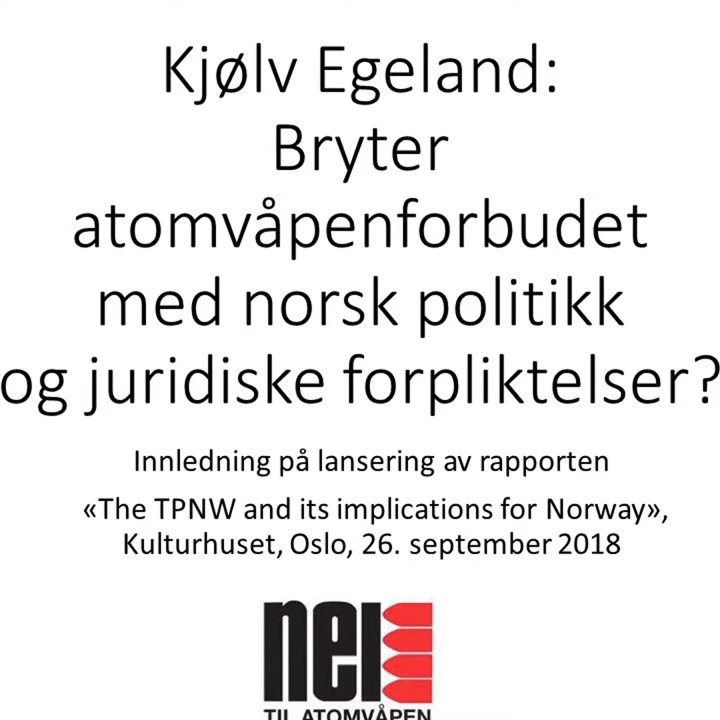 Kjølv Egeland:
Bryter
atomvåpenforbudet
med norsk politikk
og juridiske forpliktelser?
Innledning på lansering av rapporten
«The TPNW and its implications for Norway»,
Kulturhuset, Oslo, 26. september 2018
nei
TIL ATOMVÅPEN